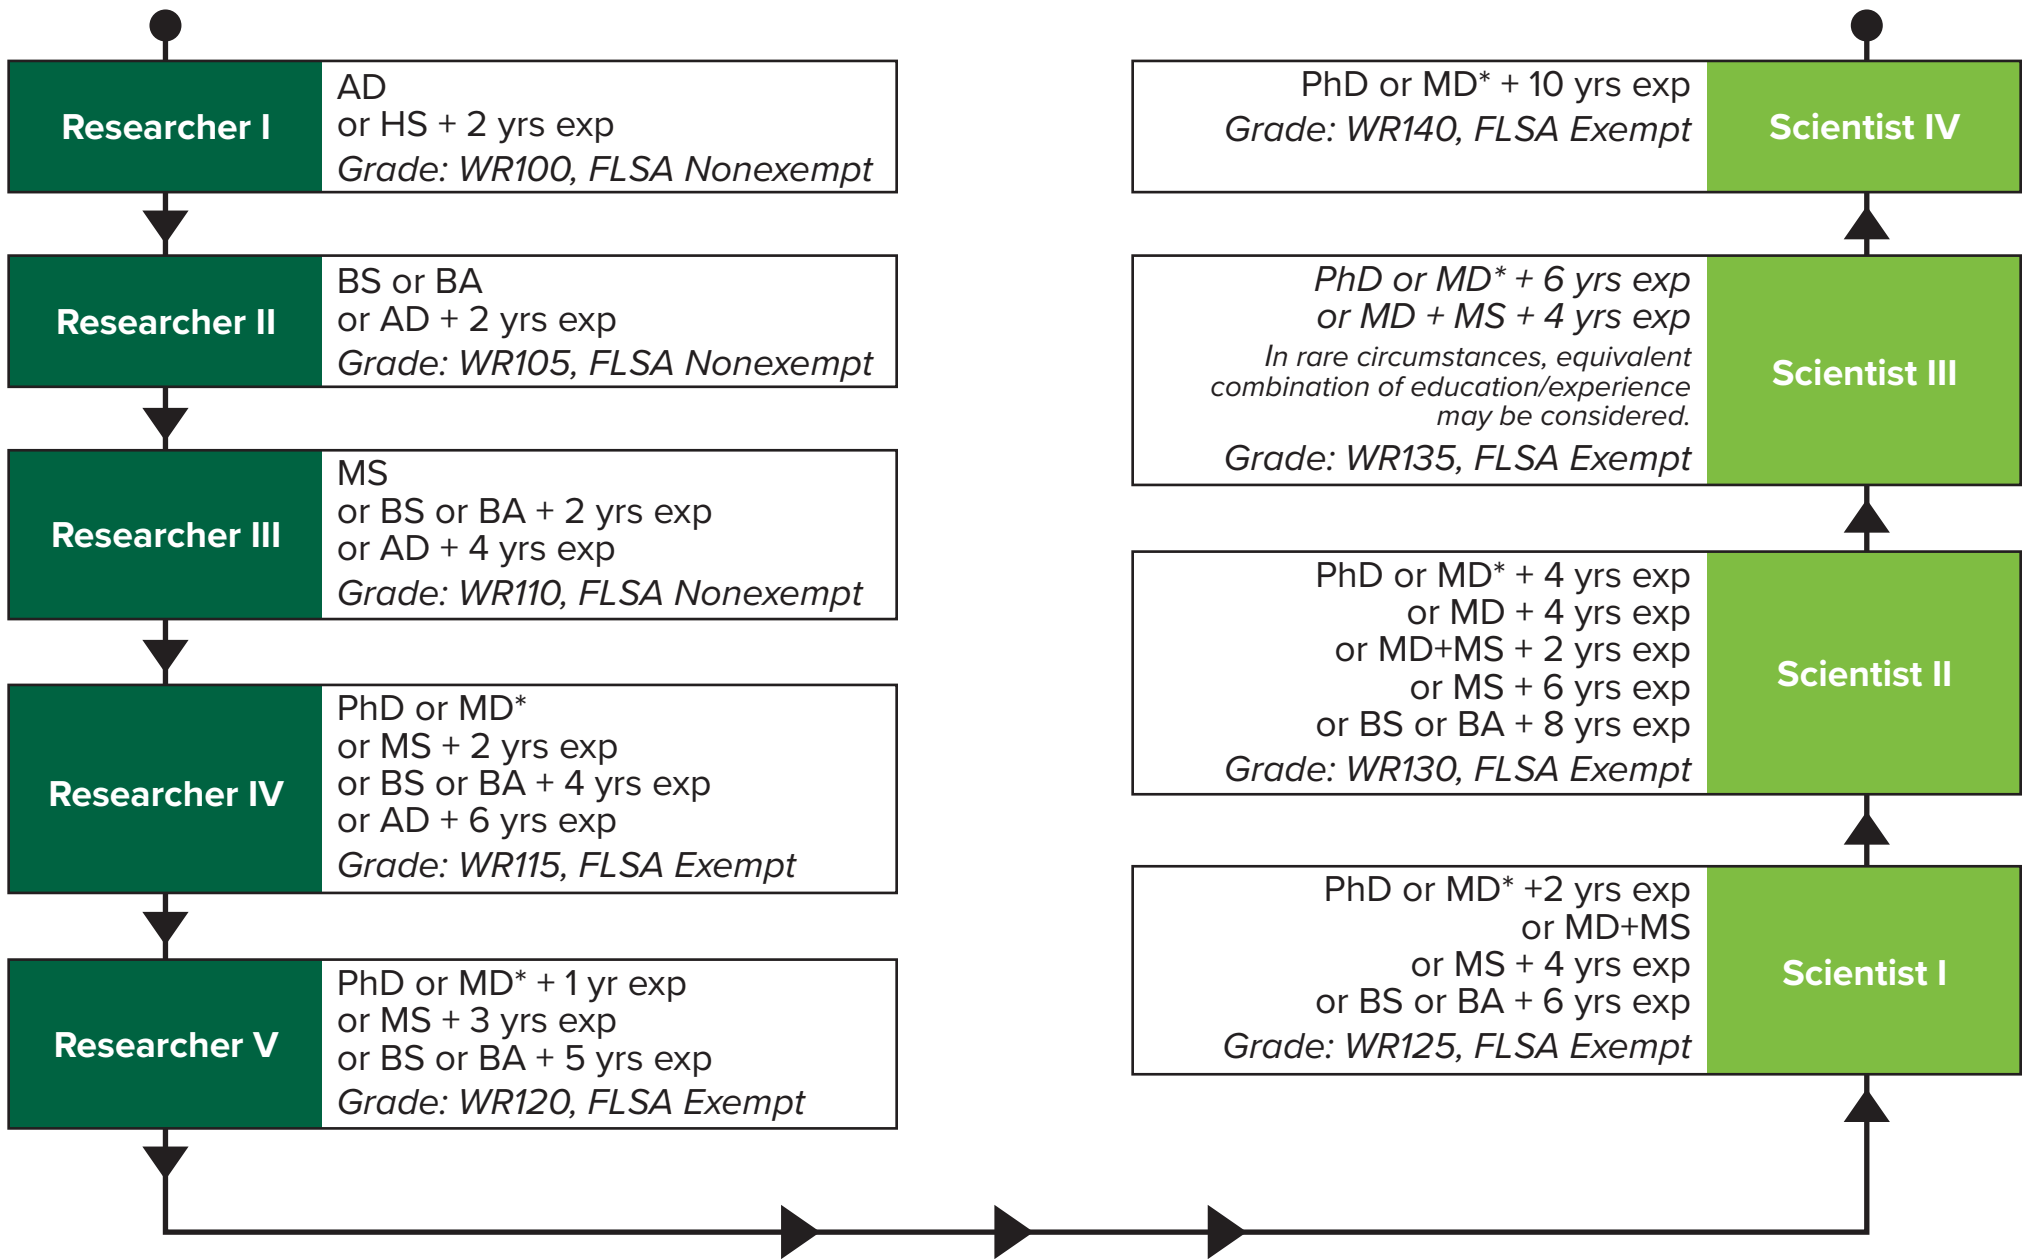 Researcher I
AD
or HS + 2 yrs exp
Grade: WR100, FLSA Nonexempt
Researcher II
BS or BA
or AD + 2 yrs exp
Grade: WR105, FLSA Nonexempt
Researcher III
MS
or BS or BA + 2 yrs exp
or AD + 4 yrs exp
Grade: WR110, FLSA Nonexempt
Researcher IV
PhD or MD*
or MS + 2 yrs exp
or BS or BA + 4 yrs exp
or AD + 6 yrs exp
Grade: WR115, FLSA Exempt
Researcher V
PhD or MD* + 1 yr exp
or MS + 3 yrs exp
or BS or BA + 5 yrs exp
Grade: WR120, FLSA Exempt
PhD or MD* + 10 yrs exp
Grade: WR140, FLSA Exempt
Scientist IV
PhD or MD* + 6 yrs exp
or MD + MS + 4 yrs exp
In rare circumstances, equivalent
combination of education/experience
may be considered.
Grade: WR135, FLSA Exempt
Scientist III
PhD or MD* + 4 yrs exp
or MD + 4 yrs exp
or MD+MS + 2 yrs exp
or MS + 6 yrs exp
or BS or BA + 8 yrs exp
Grade: WR130, FLSA Exempt
Scientist II
PhD or MD* +2 yrs exp
or MD+MS
or MS + 4 yrs exp
or BS or BA + 6 yrs exp
Grade: WR125, FLSA Exempt
Scientist I